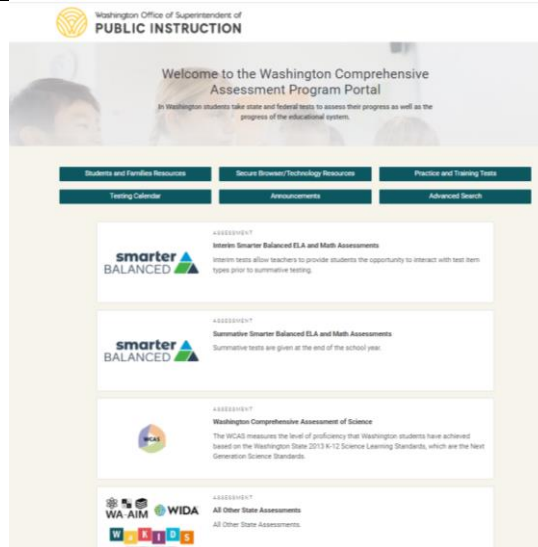 Washington Office of Superintendent of
PUBLIC INSTRUCTION
Welcome to the Washington Comprehensive
Assessment Program Portal
In Washington students take state and federal tests to assess their progress as well as the
progress of the educational system.
Students and Families Resources
Secure Browser/Technology Resources
Practice and Training Tests
Testing Calendar
Announcements
Advanced Search
ASSESSMENT
Interim Smarter Balanced ELA and Math Assessments
smarter
BALANCED
Interim tests allow teachers to provide students the opportunity to interact with test item
types prior to summative testing.
ASSESSMENT
Summative Smarter Balanced ELA and Math Assessments
smarter
BALANCED
Summative tests are given at the end of the school year.
ASSESSMENT
Washington Comprehensive Assessment of Science
WCAS
The WCAS measures the level of proficiency that Washington students have achieved
based on the Washington State 2013 K-12 Science Learning Standards, which are the Next
Generation Science Standards.
ASSESSMENT
WA-AIM
WIDA
All Other State Assessments
All Other State Assessments.
WaKIDS